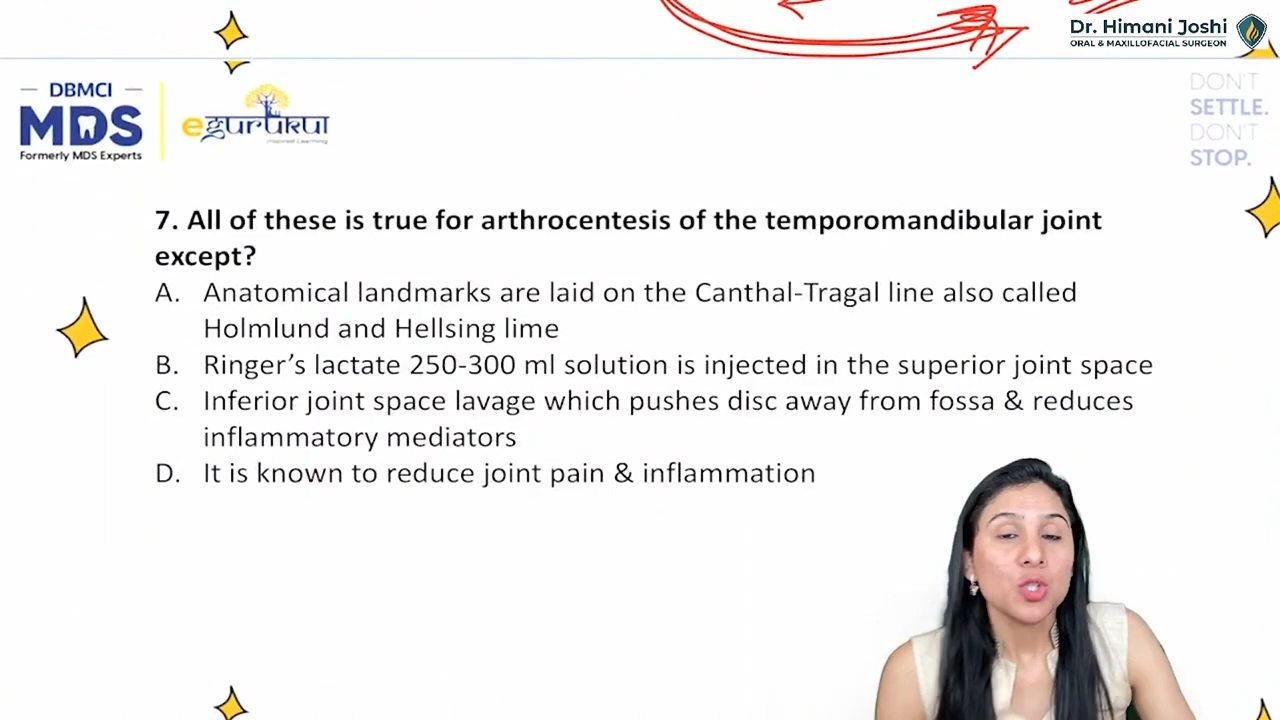 Dr. Himani Joshi
ORAL & MAXILLOFACIAL SURGEON
DBMCI
MDS
Formerly MDS Experts
egurukul
Inspired Learning
DON'T
SETTLE.
DON'T
STOP.
7. All of these is true for arthrocentesis of the temporomandibular joint
except?
A. Anatomical landmarks are laid on the Canthal-Tragal line also called
Holmlund and Hellsing lime
B. Ringer’s lactate 250-300 ml solution is injected in the superior joint space
C. Inferior joint space lavage which pushes disc away from fossa & reduces
inflammatory mediators
D. It is known to reduce joint pain & inflammation